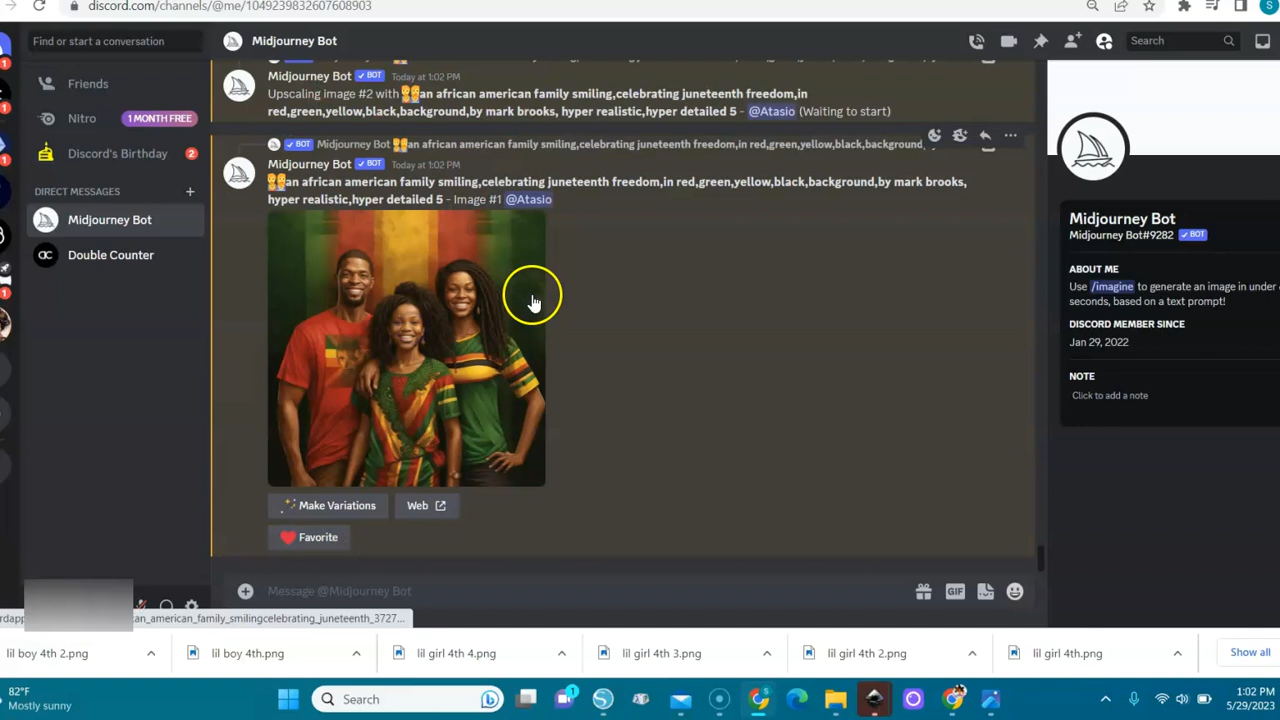 discord.com/channels/@me/1049239832607608903
Find or start a conversation
Midjourney Bot
Search
Friends
Nitro
1 MONTH FREE
Discord's Birthday
2
DIRECT MESSAGES
Midjourney Bot
Double Counter
Midjourney Bot BOT Today at 1:02 PM
Upscaling image #2 with an african american family smiling,celebrating juneteenth freedom,in
red,green,yellow,black,background,by mark brooks, hyper realistic,hyper detailed 5 - @Atasio (Waiting to start)
BOT Midjourney Bot an african american family smiling,celebrating juneteenth freedom,in red,green,yellow,black,background,
Midjourney Bot BOT Today at 1:02 PM
an african american family smiling,celebrating juneteenth freedom,in red,green,yellow,black,background,by mark brooks,
hyper realistic,hyper detailed 5 - Image #1 @Atasio
Make Variations
Web
Favorite
Message @Midjourney Bot
GIF
Midjourney Bot
Midjourney Bot#9282 BOT
ABOUT ME
Use /imagine to generate an image in under
seconds, based on a text prompt!
DISCORD MEMBER SINCE
Jan 29, 2022
NOTE
Click to add a note
an_american_family_smilingcelebrating_juneteenth_3727...
lil boy 4th 2.png
lil boy 4th.png
lil girl 4th 4.png
lil girl 4th 3.png
lil girl 4th 2.png
lil girl 4th.png
Show all
82°F
Mostly sunny
Search
1:02 PM
5/29/2023